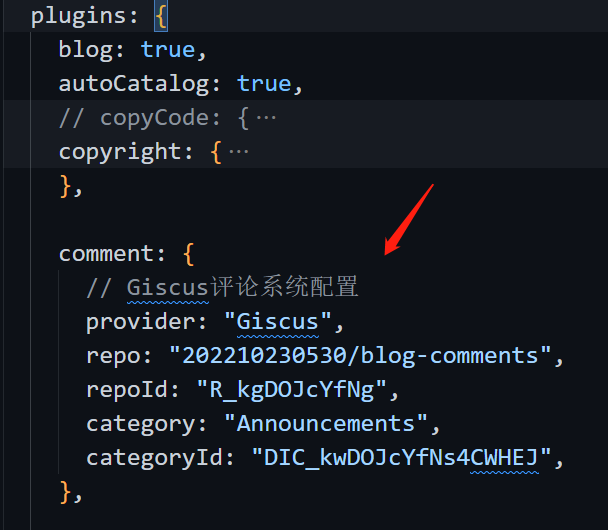 plugins: {
blog: true,
autoCatalog: true,
// copyCode: {…
copyright: {…
},
comment: {
// Giscus评论系统配置
provider: "Giscus",
repo: "202210230530/blog-comments",
repoId: "R_kgDOJcYfNg",
category: "Announcements",
categoryId: "DIC_kwDOJcYfNs4CWHEJ",
},